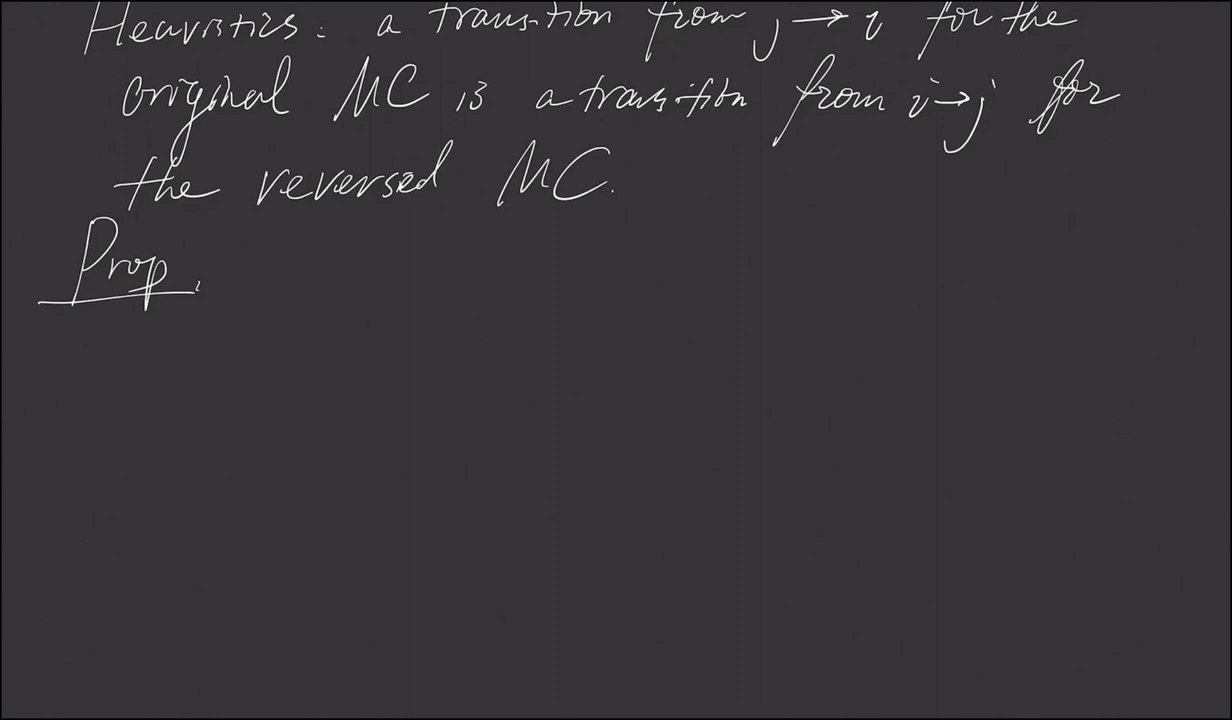 Heuristics: a transition from j → i for the
original MC is a transition from i → j for
the reversed MC.
Prop.